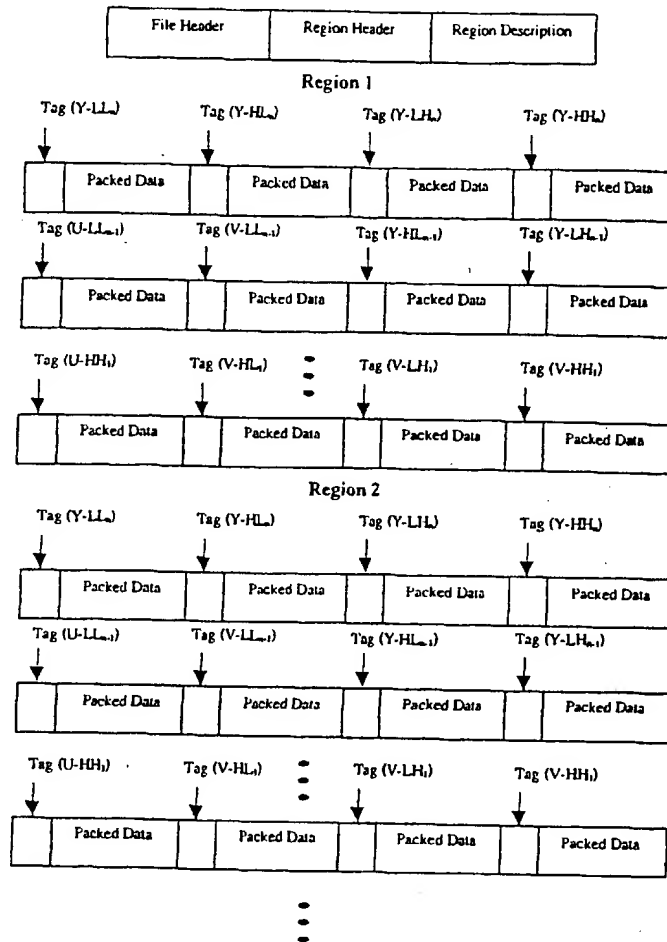 File Header Region Header Region Description
Region 1
Tag (Y-LLₙ) Tag (Y-HLₙ) Tag (Y-LHₙ) Tag (Y-HHₙ)
Packed Data Packed Data Packed Data Packed Data
Tag (U-LLₙ₋₁) Tag (V-LLₙ₋₁) Tag (Y-HLₙ₋₁) Tag (Y-LHₙ₋₁)
Packed Data Packed Data Packed Data Packed Data
Tag (U-HH₁) Tag (V-HL₁) Tag (V-LH₁) Tag (V-HH₁)
Packed Data Packed Data Packed Data Packed Data
Region 2
Tag (Y-LLₙ) Tag (Y-HLₙ) Tag (Y-LHₙ) Tag (Y-HHₙ)
Packed Data Packed Data Packed Data Packed Data
Tag (U-LLₙ₋₁) Tag (V-LLₙ₋₁) Tag (Y-HLₙ₋₁) Tag (Y-LHₙ₋₁)
Packed Data Packed Data Packed Data Packed Data
Tag (U-HH₁) Tag (V-HL₁) Tag (V-LH₁) Tag (V-HH₁)
Packed Data Packed Data Packed Data Packed Data